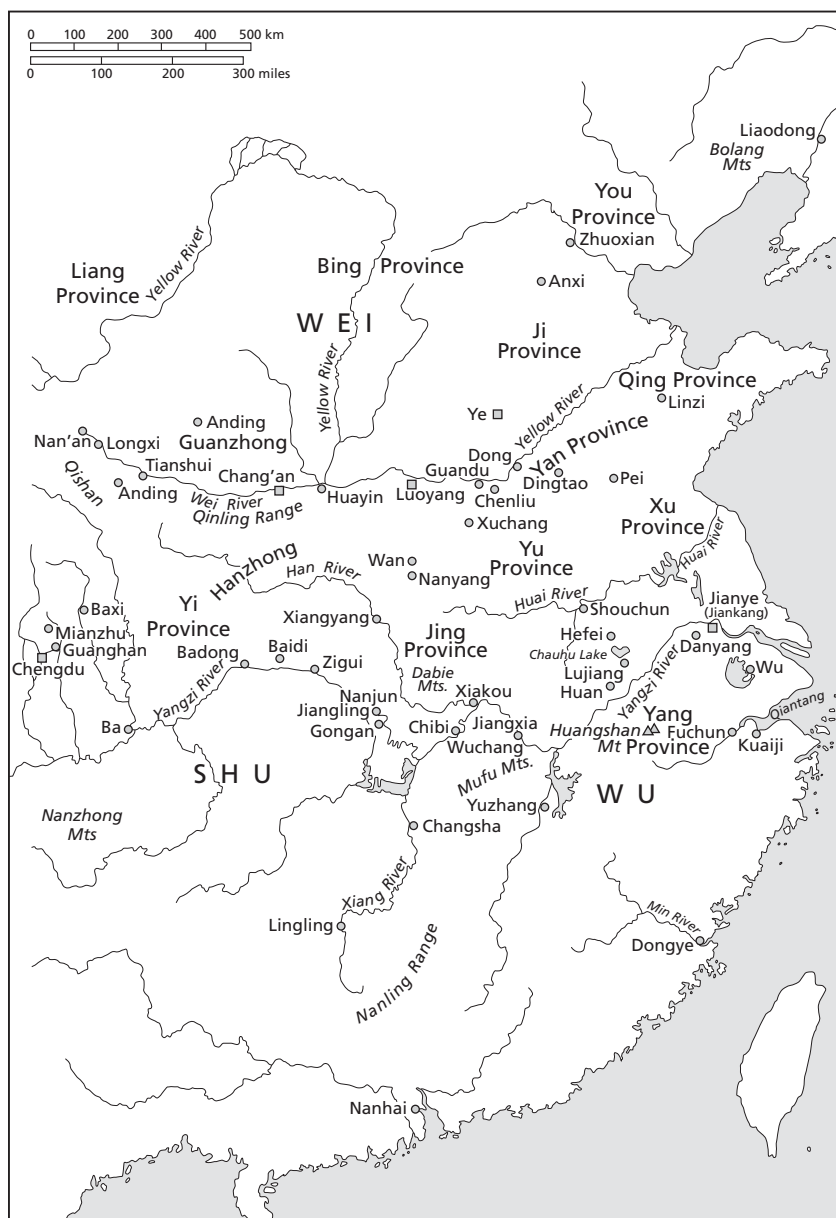 0 100 200 300 400 500 km
0 100 200 300 miles
Liaodong
Bolang
Mts
You
Province
Zhuoxian
Liang
Province
Yellow River
Bing Province
Anxi
WEI
Ji
Province
Yellow River
Qing Province
Linzi
Ye
Yellow River
Yan Province
Anding
Guanzhong
Nan'an
Longxi
Tianshui
Qishan
Anding
Chang'an
Wei River
Qinling Range
Huayin
Luoyang
Guandu
Dong
Chenliu
Dingtao
Pei
Xuchang
Xu
Province
Huai River
Hanzhong
Han River
Wan
Nanyang
Yu
Province
Huai River
Shouchun
Jianye
(Jiankang)
Baxi
Mianzhu
Guanghan
Chengdu
Yi
Province
Xiangyang
Badong
Baidi
Zigui
Jing
Province
Dabie
Mts.
Hefei
Chauhu Lake
Lujiang
Huan
Danyang
Wu
Yangzi River
Yangzi River
Nanjun
Jiangling
Gongan
Xiakou
Chibi
Jiangxia
Wuchang
Huangshan
Mt
Yang
Province
Fuchun
Qiantang
Kuaiji
Ba
SHU
Mufu Mts.
WU
Nanzhong
Mts
Yuzhang
Changsha
Xiang River
Lingling
Nanling Range
Min River
Dongye
Nanhai